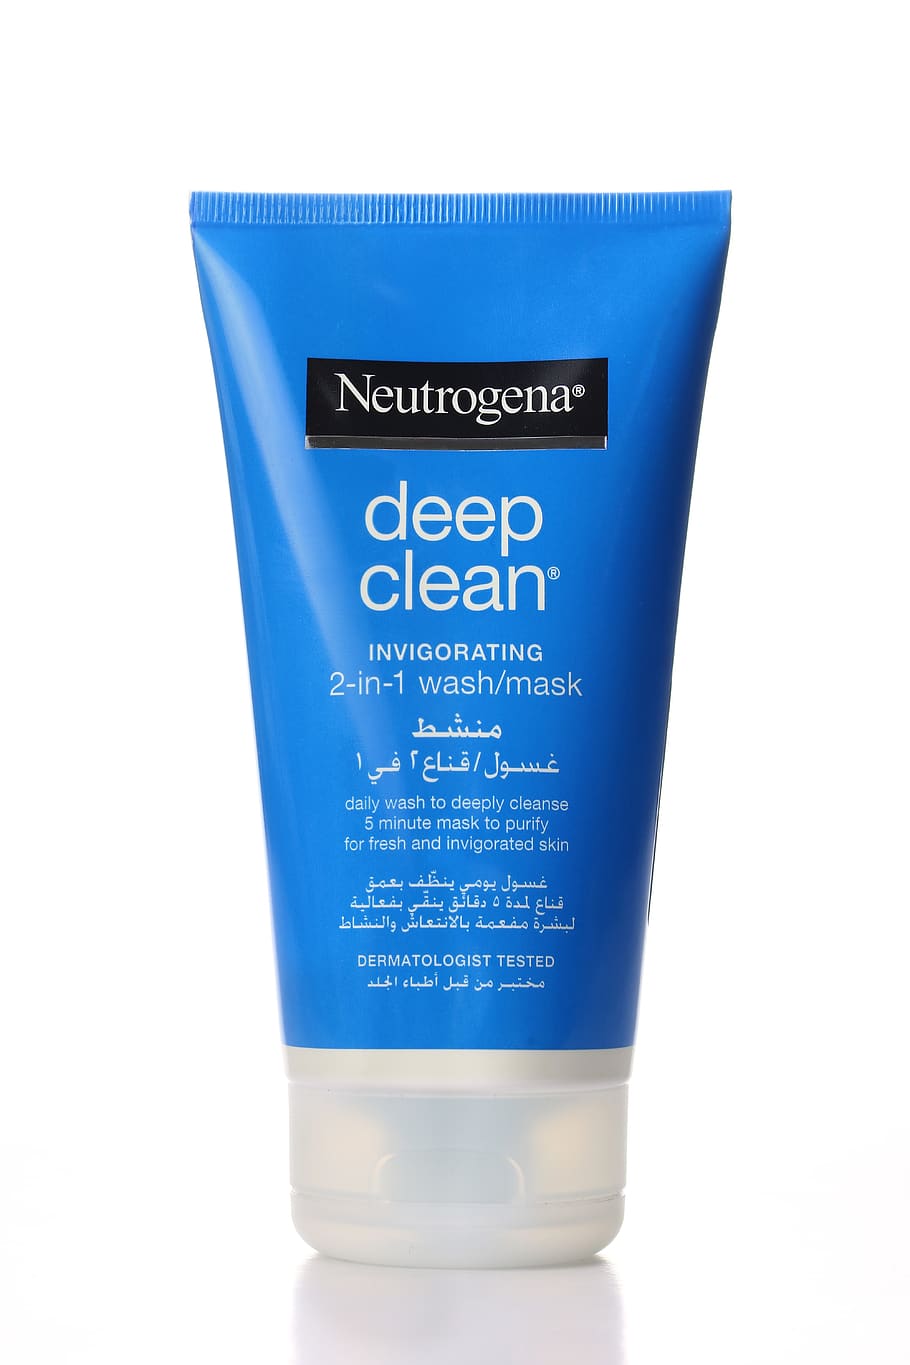 Neutrogena®
deep
clean®
INVIGORATING
2-in-1 wash/mask
منشط
غسول/قناع ٢ في ١
daily wash to deeply cleanse
5 minute mask to purify
for fresh and invigorated skin
غسول يومي ينظّف بعمق
قناع لمدة ٥ دقائق ينقّي بفعالية
لبشرة مفعمة بالانتعاش والنشاط
DERMATOLOGIST TESTED
مختبر من قبل أطباء الجلد